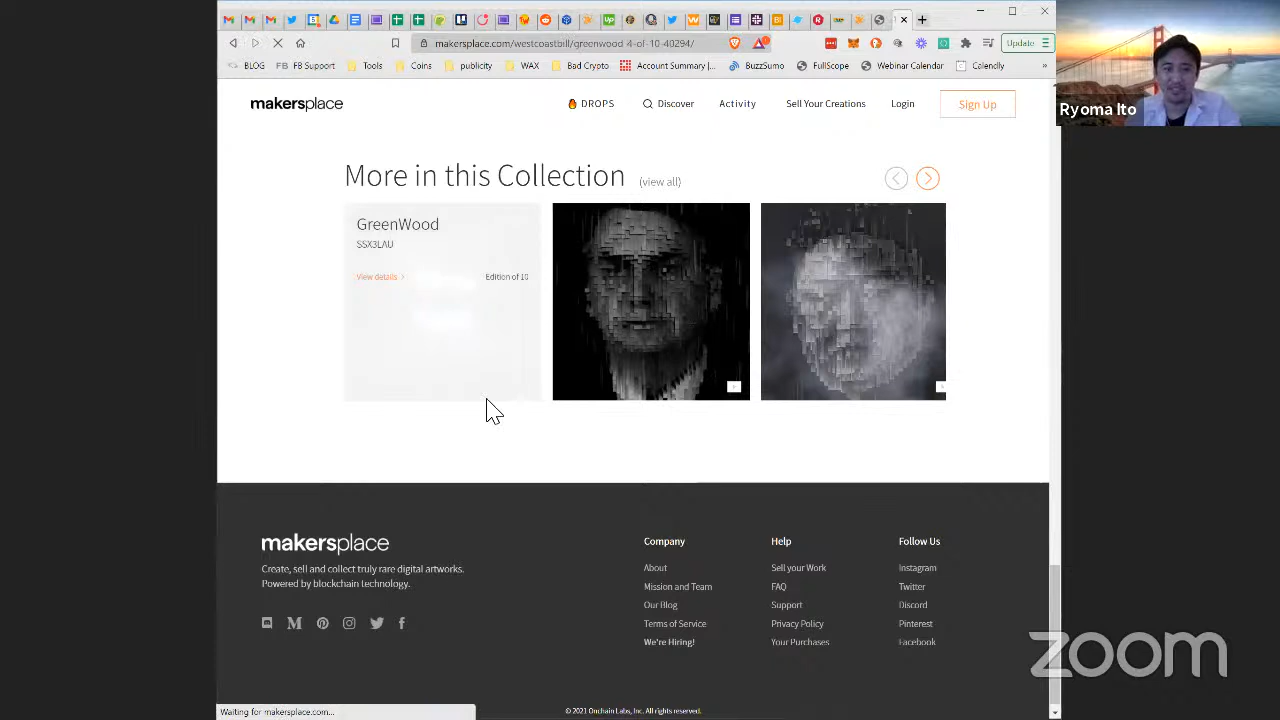 makersplace.com/westcoastbill/greenwood-4-of-10-40294/
Update
BLOG
FB Support
Tools
Coins
publicity
WAX
Bad Crypto
Account Summary |...
BuzzSumo
FullScope
Webinar Calendar
Calendly
»
makersplace
DROPS
Discover
Activity
Sell Your Creations
Login
Sign Up
Ryoma Ito
More in this Collection (view all)
GreenWood
SSX3LAU
View details >
Edition of 10
makersplace
Create, sell and collect truly rare digital artworks.
Powered by blockchain technology.
Company
About
Mission and Team
Our Blog
Terms of Service
We're Hiring!
Help
Sell your Work
FAQ
Support
Privacy Policy
Your Purchases
Follow Us
Instagram
Twitter
Discord
Pinterest
Facebook
zoom
Waiting for makersplace.com...
© 2021 Onchain Labs, Inc. All rights reserved.